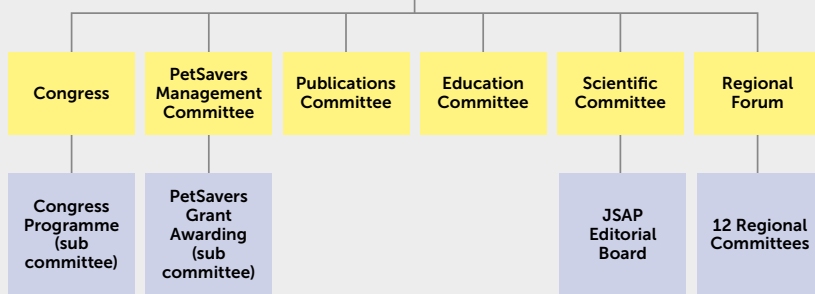 Congress
PetSavers
Management
Committee
Publications
Committee
Education
Committee
Scientific
Committee
Regional
Forum
Congress
Programme
(sub
committee)
PetSavers
Grant
Awarding
(sub
committee)
JSAP
Editorial
Board
12 Regional
Committees